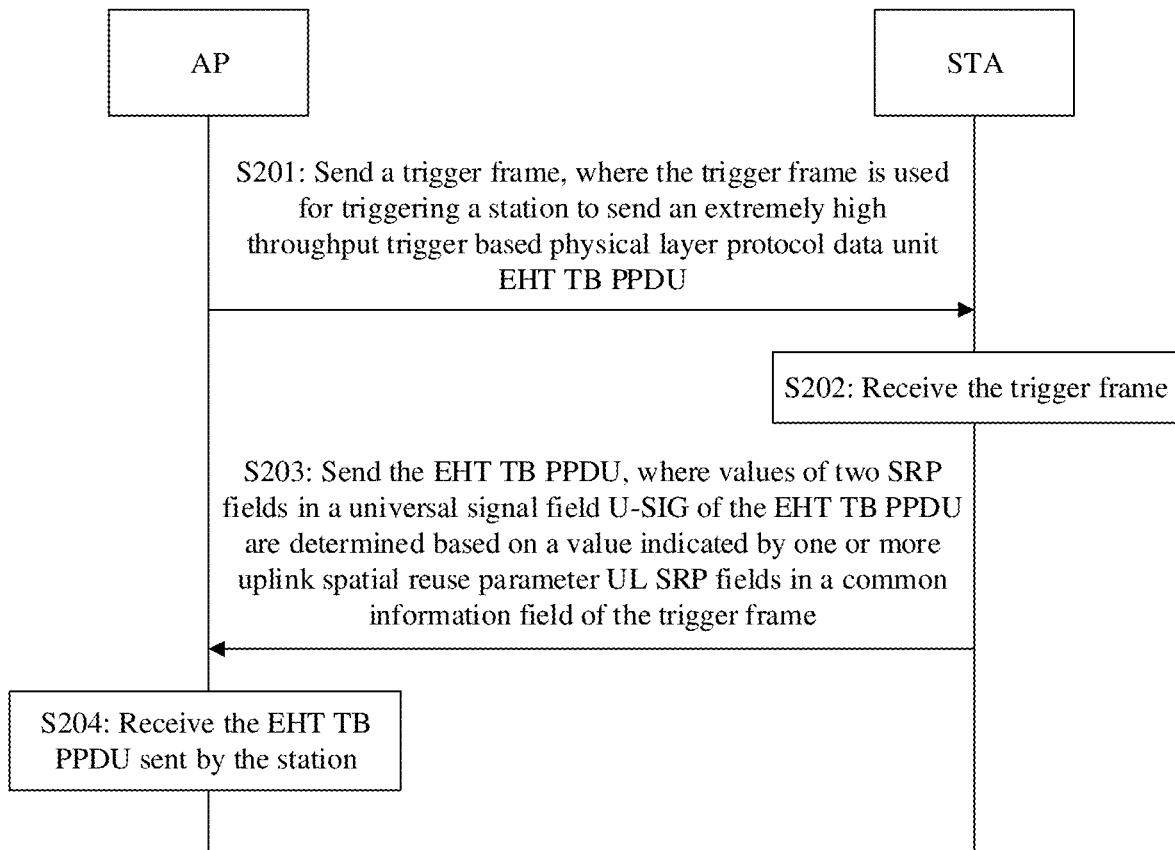 AP
STA
S201: Send a trigger frame, where the trigger frame is used
for triggering a station to send an extremely high
throughput trigger based physical layer protocol data unit
EHT TB PPDU
S202: Receive the trigger frame
S203: Send the EHT TB PPDU, where values of two SRP
fields in a universal signal field U-SIG of the EHT TB PPDU
are determined based on a value indicated by one or more
uplink spatial reuse parameter UL SRP fields in a common
information field of the trigger frame
S204: Receive the EHT TB
PPDU sent by the station